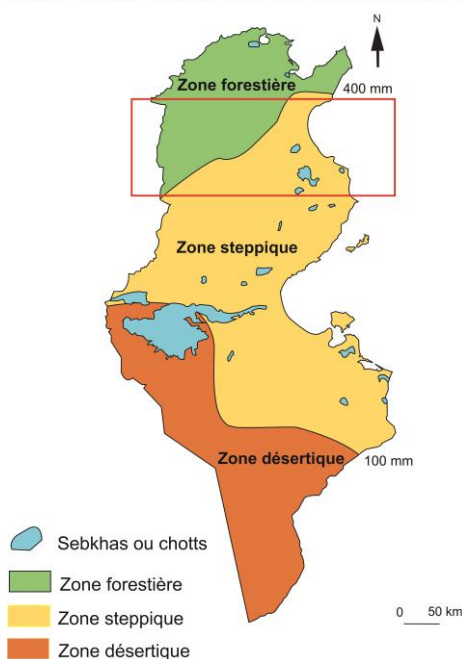 N
Zone forestière
400 mm
Zone steppique
Zone désertique
100 mm
Sebkhas ou chotts
Zone forestière
Zone steppique
Zone désertique
0 50 km